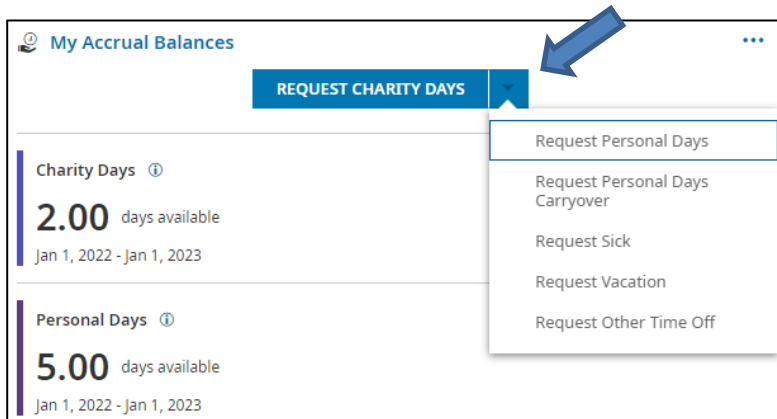 My Accrual Balances
REQUEST CHARITY DAYS
Request Personal Days
Request Personal Days
Carryover
Request Sick
Request Vacation
Request Other Time Off
Charity Days
2.00 days available
Jan 1, 2022 - Jan 1, 2023
Personal Days
5.00 days available
Jan 1, 2022 - Jan 1, 2023